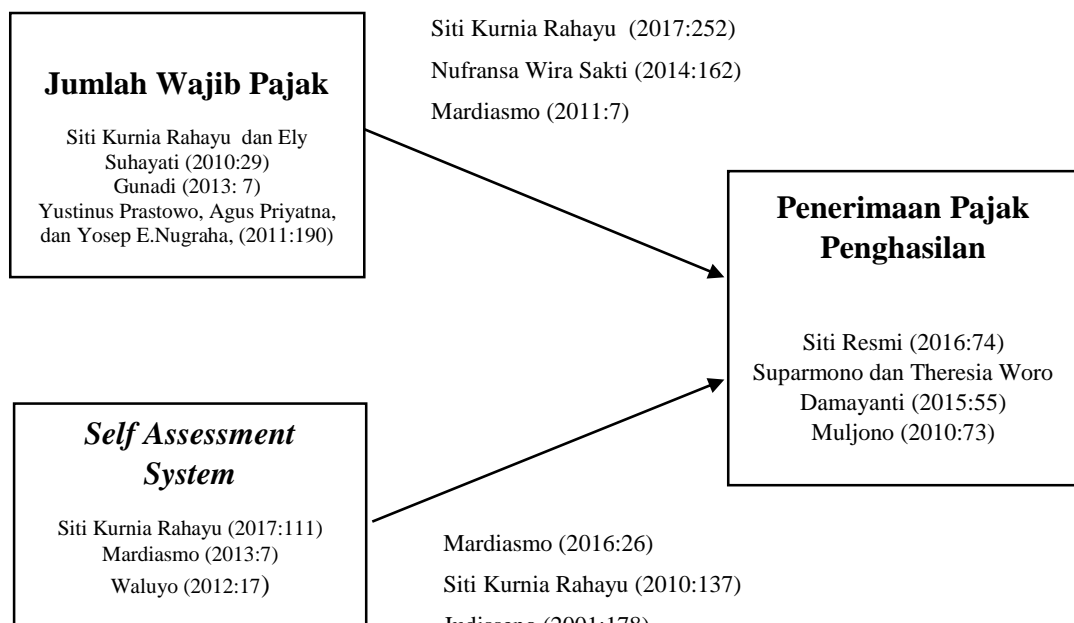 Jumlah Wajib Pajak
Siti Kurnia Rahayu dan Ely
Suhayati (2010:29)
Gunadi (2013: 7)
Yustinus Prastowo, Agus Priyatna,
dan Yosep E.Nugraha, (2011:190)
Siti Kurnia Rahayu (2017:252)
Nufransa Wira Sakti (2014:162)
Mardiasmo (2011:7)
Penerimaan Pajak
Penghasilan
Siti Resmi (2016:74)
Suparmono dan Theresia Woro
Damayanti (2015:55)
Muljono (2010:73)
Self Assessment
System
Siti Kurnia Rahayu (2017:111)
Mardiasmo (2013:7)
Waluyo (2012:17)
Mardiasmo (2016:26)
Siti Kurnia Rahayu (2010:137)